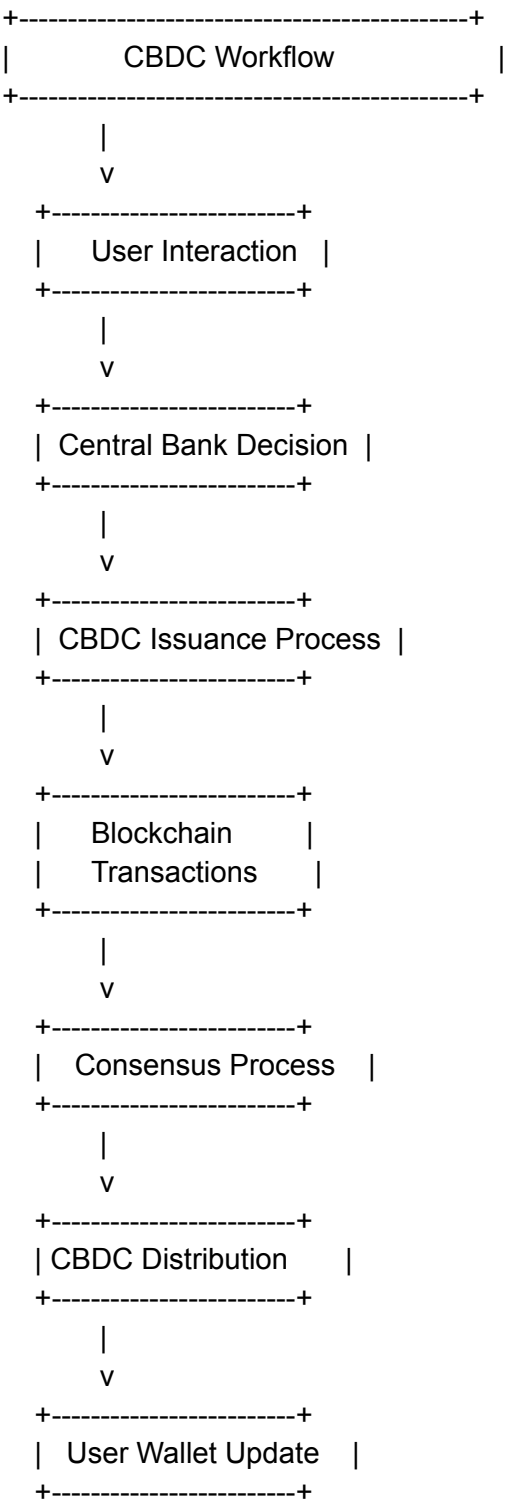 +----------------------------------------------+
| CBDC Workflow |
+----------------------------------------------+
|
v
+-------------------------+
| User Interaction |
+-------------------------+
|
v
+-------------------------+
| Central Bank Decision |
+-------------------------+
|
v
+-------------------------+
| CBDC Issuance Process |
+-------------------------+
|
v
+-------------------------+
| Blockchain |
| Transactions |
+-------------------------+
|
v
+-------------------------+
| Consensus Process |
+-------------------------+
|
v
+-------------------------+
| CBDC Distribution |
+-------------------------+
|
v
+-------------------------+
| User Wallet Update |
+-------------------------+